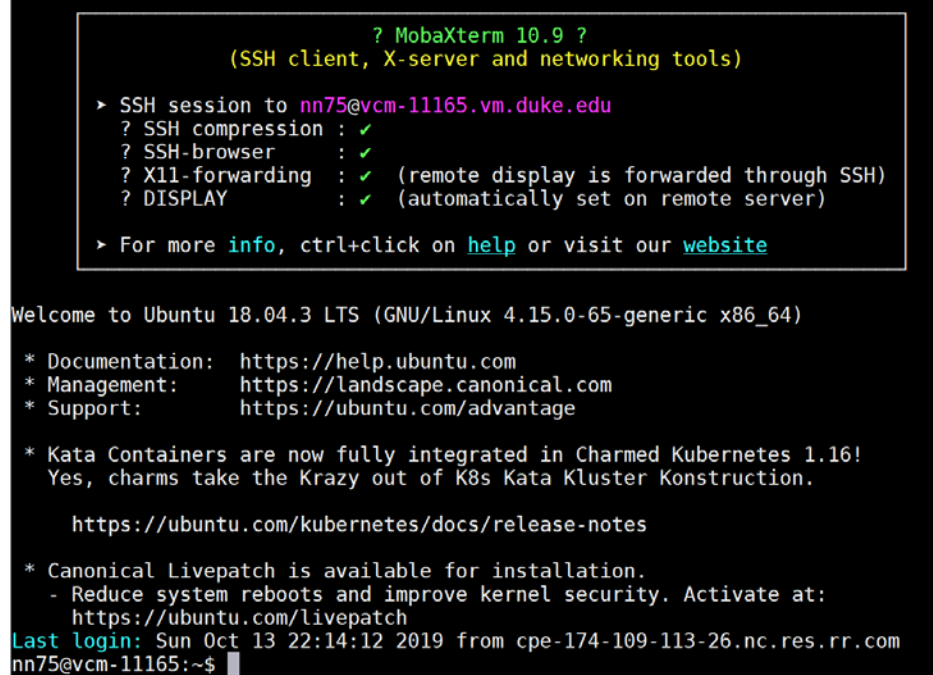 ? MobaXterm 10.9 ?
(SSH client, X-server and networking tools)
➤ SSH session to nn75@vcm-11165.vm.duke.edu
? SSH compression : ✔
? SSH-browser     : ✔
? X11-forwarding  : ✔  (remote display is forwarded through SSH)
? DISPLAY         : ✔  (automatically set on remote server)
➤ For more info, ctrl+click on help or visit our website
Welcome to Ubuntu 18.04.3 LTS (GNU/Linux 4.15.0-65-generic x86_64)
* Documentation:  https://help.ubuntu.com
* Management:     https://landscape.canonical.com
* Support:        https://ubuntu.com/advantage
* Kata Containers are now fully integrated in Charmed Kubernetes 1.16!
Yes, charms take the Krazy out of K8s Kata Kluster Konstruction.
https://ubuntu.com/kubernetes/docs/release-notes
* Canonical Livepatch is available for installation.
- Reduce system reboots and improve kernel security. Activate at:
https://ubuntu.com/livepatch
Last login: Sun Oct 13 22:14:12 2019 from cpe-174-109-113-26.nc.res.rr.com
nn75@vcm-11165:~$